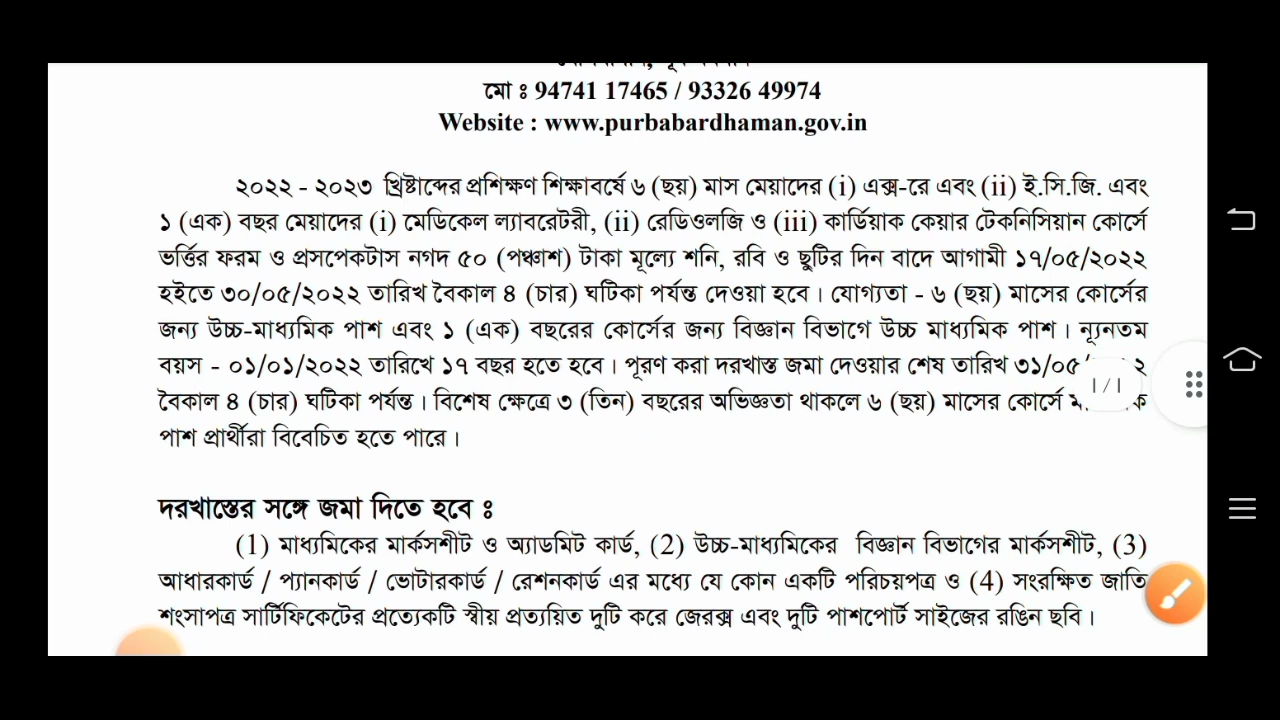 মো ঃ 94741 17465 / 93326 49974
Website : www.purbabardhaman.gov.in
২০২২ - ২০২৩ খ্রিষ্টাব্দের প্রশিক্ষণ শিক্ষাবর্ষে ৬ (ছয়) মাস মেয়াদের (i) এক্স-রে এবং (ii) ই.সি.জি. এবং
১ (এক) বছর মেয়াদের (i) মেডিকেল ল্যাবরেটরী, (ii) রেডিওলজি ও (iii) কার্ডিয়াক কেয়ার টেকনিসিয়ান কোর্সে
ভর্ত্তির ফরম ও প্রসপেকটাস নগদ ৫০ (পঞ্চাশ) টাকা মূল্যে শনি, রবি ও ছুটির দিন বাদে আগামী ১৭/০৫/২০২২
হইতে ৩০/০৫/২০২২ তারিখ বৈকাল ৪ (চার) ঘটিকা পর্যন্ত দেওয়া হবে। যোগ্যতা - ৬ (ছয়) মাসের কোর্সের
জন্য উচ্চ-মাধ্যমিক পাশ এবং ১ (এক) বছরের কোর্সের জন্য বিজ্ঞান বিভাগে উচ্চ মাধ্যমিক পাশ। ন্যূনতম
বয়স - ০১/০১/২০২২ তারিখে ১৭ বছর হতে হবে। পূরণ করা দরখাস্ত জমা দেওয়ার শেষ তারিখ ৩১/০৫/
1/1
বৈকাল ৪ (চার) ঘটিকা পর্যন্ত। বিশেষ ক্ষেত্রে ৩ (তিন) বছরের অভিজ্ঞতা থাকলে ৬ (ছয়) মাসের কোর্সে
পাশ প্রার্থীরা বিবেচিত হতে পারে।
দরখাস্তের সঙ্গে জমা দিতে হবে ঃ
(1) মাধ্যমিকের মার্কসশীট ও অ্যাডমিট কার্ড, (2) উচ্চ-মাধ্যমিকের বিজ্ঞান বিভাগের মার্কসশীট, (3)
আধারকার্ড / প্যানকার্ড / ভোটারকার্ড / রেশনকার্ড এর মধ্যে যে কোন একটি পরিচয়পত্র ও (4) সংরক্ষিত জাতি
শংসাপত্র সার্টিফিকেটের প্রত্যেকটি স্বীয় প্রত্যয়িত দুটি করে জেরক্স এবং দুটি পাশপোর্ট সাইজের রঙিন ছবি।